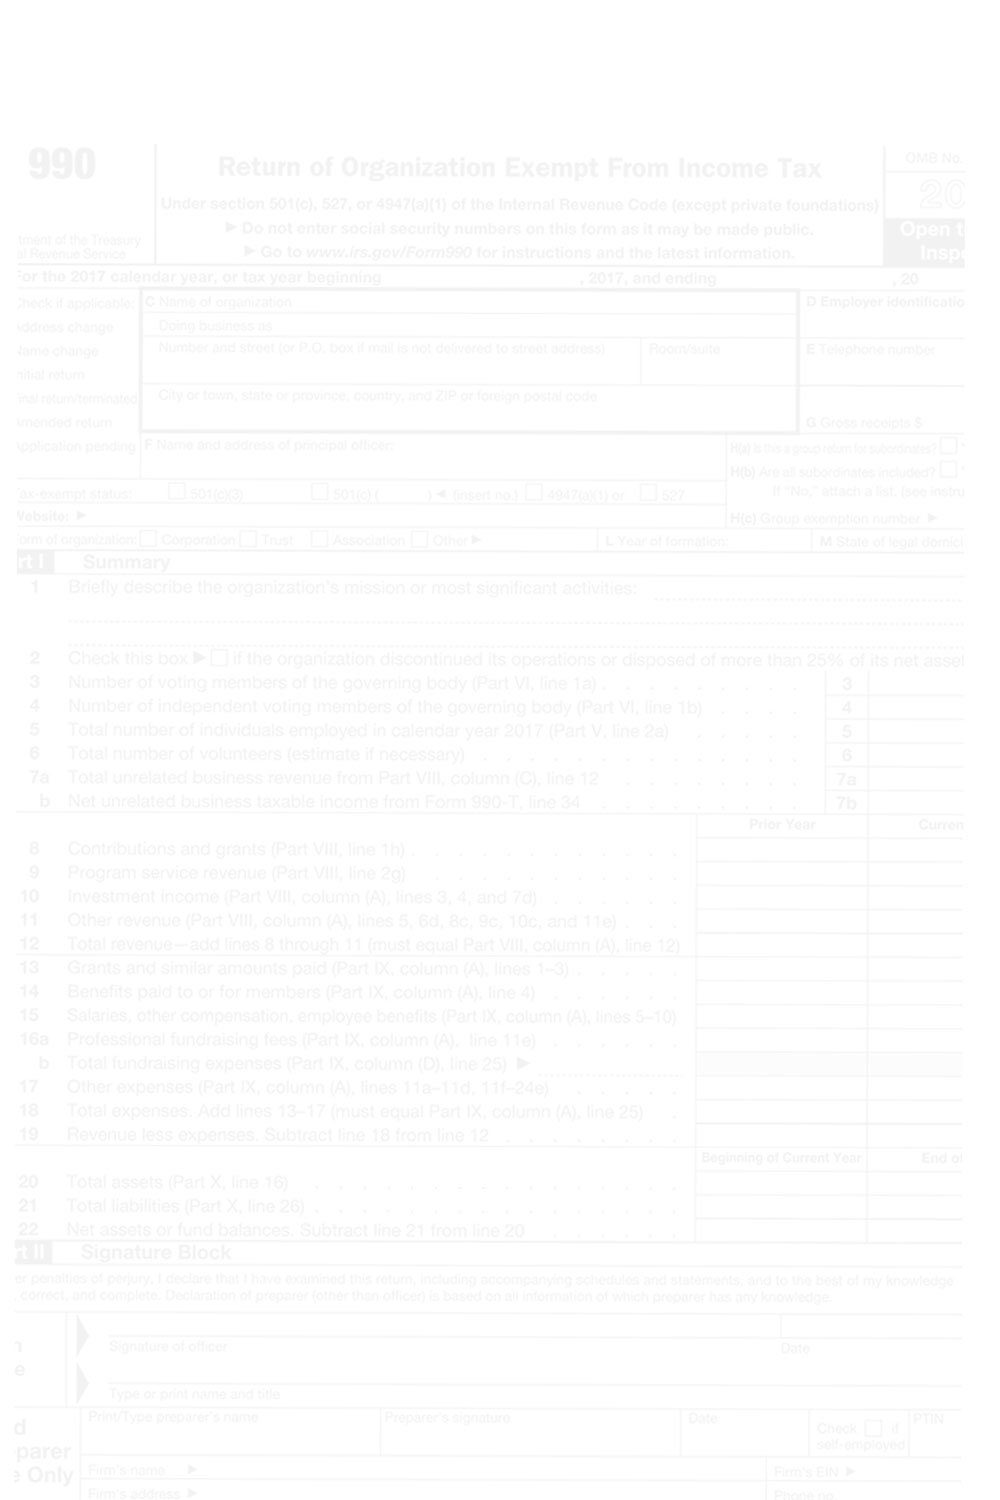 990
Return of Organization Exempt From Income Tax
OMB No.
Under section 501(c), 527, or 4947(a)(1) of the Internal Revenue Code (except private foundations)
20
▶ Do not enter social security numbers on this form as it may be made public.
Open t
tment of the Treasury
al Revenue Service
▶ Go to www.irs.gov/Form990 for instructions and the latest information.
Inspe
For the 2017 calendar year, or tax year beginning , 2017, and ending , 20
Check if applicable:
C Name of organization
D Employer identificatio
Address change
Doing business as
Name change
Number and street (or P.O. box if mail is not delivered to street address)
Room/suite
E Telephone number
Initial return
Final return/terminated
City or town, state or province, country, and ZIP or foreign postal code
Amended return
G Gross receipts $
Application pending
F Name and address of principal officer:
H(a) Is this a group return for subordinates?
H(b) Are all subordinates included?
If "No," attach a list. (see instru
Tax-exempt status: 501(c)(3) 501(c) ( ) ◀ (insert no.) 4947(a)(1) or 527
Website: ▶
H(c) Group exemption number ▶
orm of organization: Corporation Trust Association Other ▶
L Year of formation:
M State of legal domici
rt I Summary
1 Briefly describe the organization's mission or most significant activities:
2 Check this box ▶ if the organization discontinued its operations or disposed of more than 25% of its net asset
3 Number of voting members of the governing body (Part VI, line 1a) . . . . . . . . . 3
4 Number of independent voting members of the governing body (Part VI, line 1b) . . . . 4
5 Total number of individuals employed in calendar year 2017 (Part V, line 2a) . . . . . 5
6 Total number of volunteers (estimate if necessary) . . . . . . . . . . . . . . 6
7a Total unrelated business revenue from Part VIII, column (C), line 12 . . . . . . . . 7a
b Net unrelated business taxable income from Form 990-T, line 34 . . . . . . . . . 7b
Prior Year Curren
8 Contributions and grants (Part VIII, line 1h) . . . . . . . . . . . .
9 Program service revenue (Part VIII, line 2g) . . . . . . . . . . .
10 Investment income (Part VIII, column (A), lines 3, 4, and 7d) . . . . . .
11 Other revenue (Part VIII, column (A), lines 5, 6d, 8c, 9c, 10c, and 11e) . . .
12 Total revenue—add lines 8 through 11 (must equal Part VIII, column (A), line 12)
13 Grants and similar amounts paid (Part IX, column (A), lines 1–3) . . . . .
14 Benefits paid to or for members (Part IX, column (A), line 4) . . . . . .
15 Salaries, other compensation, employee benefits (Part IX, column (A), lines 5–10)
16a Professional fundraising fees (Part IX, column (A), line 11e) . . . . . .
b Total fundraising expenses (Part IX, column (D), line 25) ▶
17 Other expenses (Part IX, column (A), lines 11a–11d, 11f–24e) . . . . .
18 Total expenses. Add lines 13–17 (must equal Part IX, column (A), line 25) .
19 Revenue less expenses. Subtract line 18 from line 12 . . . . . . . .
Beginning of Current Year End of
20 Total assets (Part X, line 16) . . . . . . . . . . . . . . . .
21 Total liabilities (Part X, line 26) . . . . . . . . . . . . . . . .
22 Net assets or fund balances. Subtract line 21 from line 20 . . . . . .
rt II Signature Block
er penalties of perjury, I declare that I have examined this return, including accompanying schedules and statements, and to the best of my knowledge
, correct, and complete. Declaration of preparer (other than officer) is based on all information of which preparer has any knowledge.
n
Signature of officer
Date
e
Type or print name and title
d
Print/Type preparer's name
Preparer's signature
Date
Check if
self-employed
PTIN
parer
e Only
Firm's name ▶
Firm's EIN ▶
Firm's address ▶
Phone no.